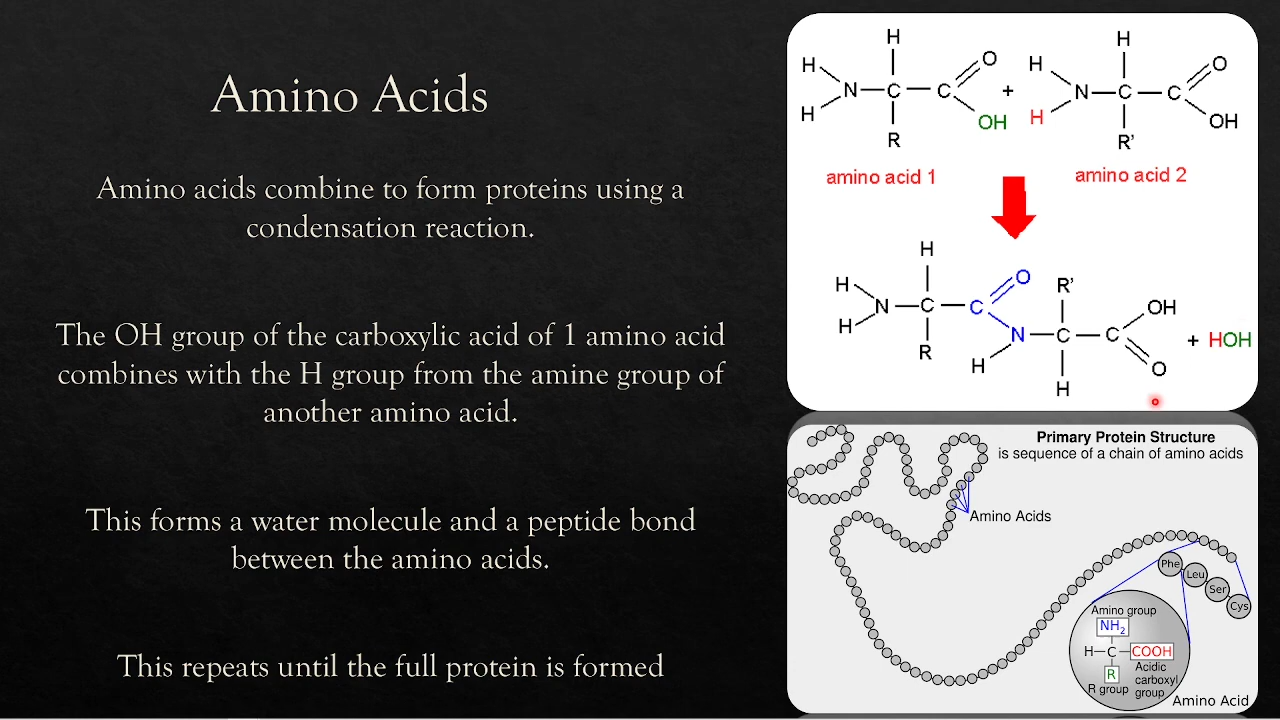 Amino Acids
Amino acids combine to form proteins using a
condensation reaction.
The OH group of the carboxylic acid of 1 amino acid
combines with the H group from the amine group of
another amino acid.
This forms a water molecule and a peptide bond
between the amino acids.
This repeats until the full protein is formed
H H
H O H O
N C C + N C C
H OH H OH
R R'
amino acid 1 amino acid 2
H O R'
H OH
N C C
N C C + HOH
H R H O
H
Primary Protein Structure
is sequence of a chain of amino acids
Amino Acids
Phe
Leu
Ser
Cys
Amino group
NH2
H C COOH
R Acidic
carboxyl
R group group
Amino Acid